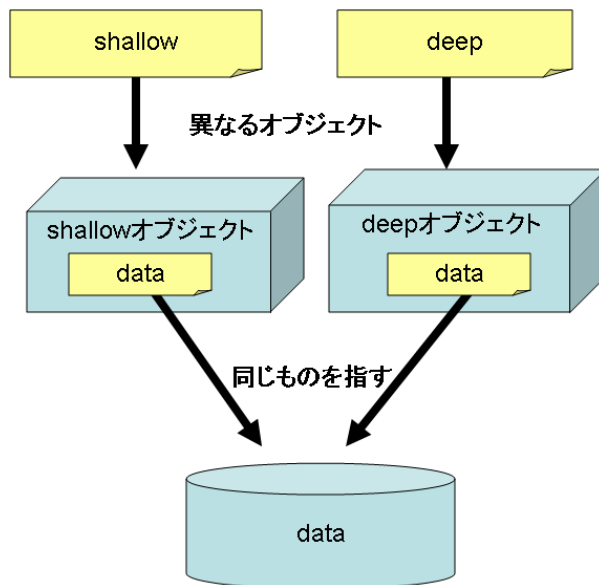 shallow
deep
異なるオブジェクト
shallowオブジェクト
deepオブジェクト
data
data
同じものを指す
data